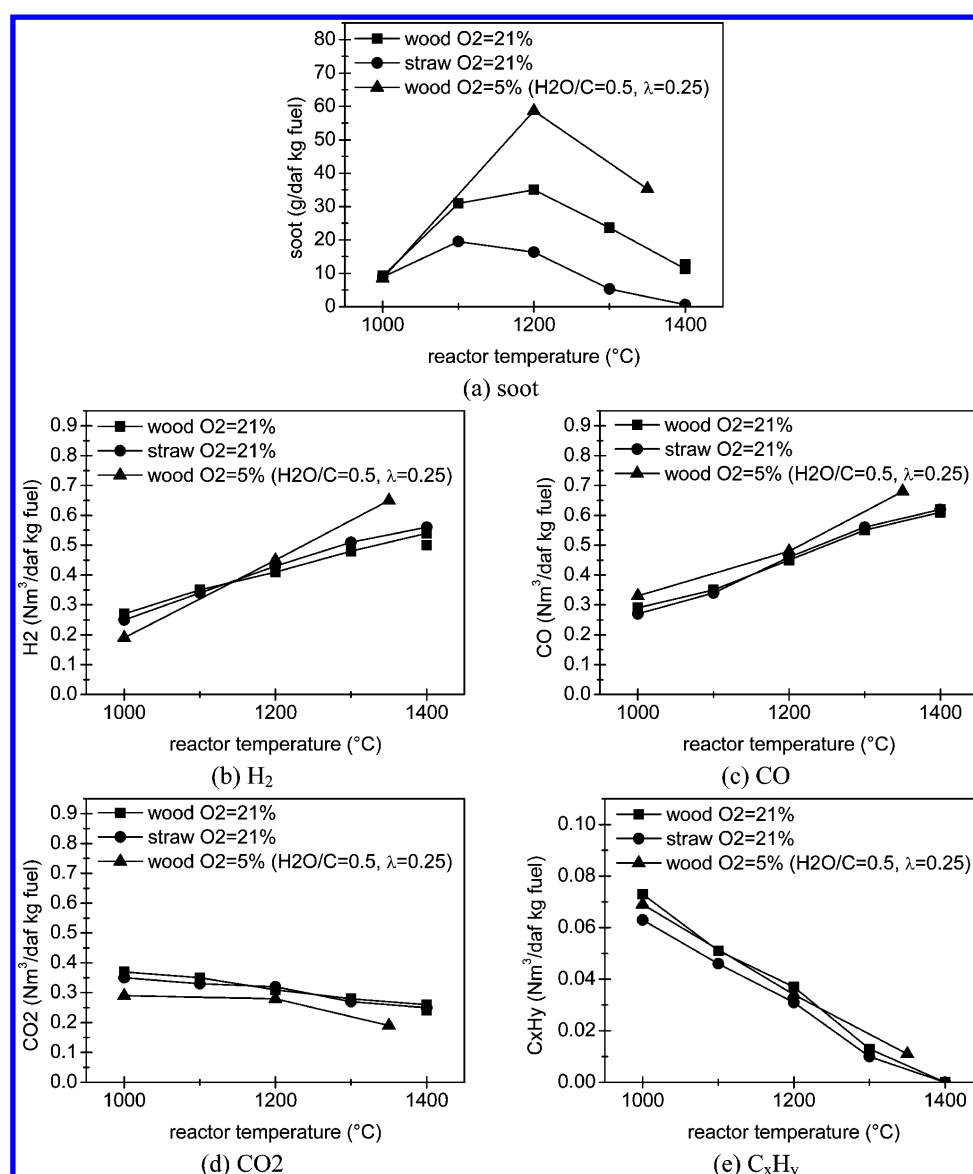 wood O2=21%
straw O2=21%
wood O2=5% (H2O/C=0.5, λ=0.25)
80
70
60
50
40
30
20
10
0
soot (g/daf kg fuel)
1000 1200 1400
reactor temperature (°C)
(a) soot
wood O2=21%
straw O2=21%
wood O2=5% (H2O/C=0.5, λ=0.25)
0.9
0.8
0.7
0.6
0.5
0.4
0.3
0.2
0.1
0.0
H2 (Nm³/daf kg fuel)
1000 1200 1400
reactor temperature (°C)
(b) H₂
wood O2=21%
straw O2=21%
wood O2=5% (H2O/C=0.5, λ=0.25)
0.9
0.8
0.7
0.6
0.5
0.4
0.3
0.2
0.1
0.0
CO (Nm³/daf kg fuel)
1000 1200 1400
reactor temperature (°C)
(c) CO
wood O2=21%
straw O2=21%
wood O2=5% (H2O/C=0.5, λ=0.25)
0.9
0.8
0.7
0.6
0.5
0.4
0.3
0.2
0.1
0.0
CO2 (Nm³/daf kg fuel)
1000 1200 1400
reactor temperature (°C)
(d) CO2
wood O2=21%
straw O2=21%
wood O2=5% (H2O/C=0.5, λ=0.25)
0.10
0.08
0.06
0.04
0.02
0.00
CxHy (Nm³/daf kg fuel)
1000 1200 1400
reactor temperature (°C)
(e) CₓHᵧ